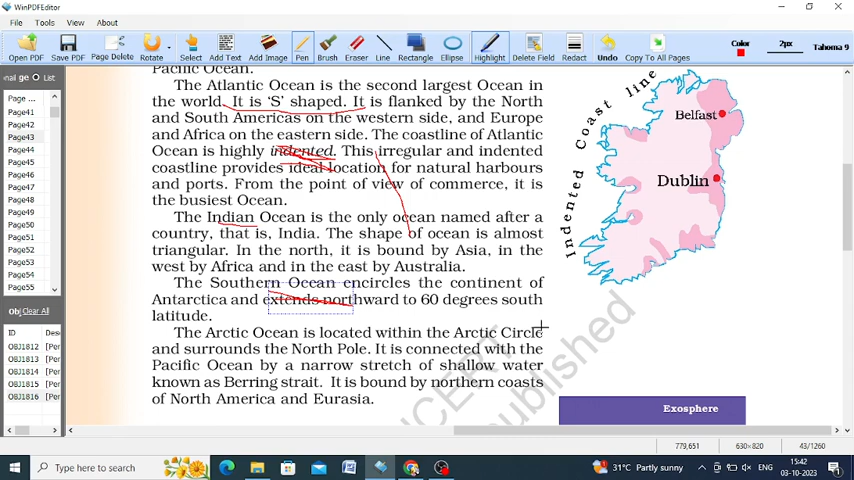 WinPDFEditor
File Tools View About
Open PDF Save PDF Page Delete Rotate Select Add Text Add Image Pen Brush Eraser Line Rectangle Ellipse Highlight Delete Field Redact Undo Copy To All Pages Color 2px Tahoma 9
nail ge List
Page ...
Page41
Page42
Page43
Page44
Page45
Page46
Page47
Page48
Page49
Page50
Page51
Page52
Page53
Page54
Page55
Obj Clear All
ID Des
OBJ1812 [Per
OBJ1813 [Per
OBJ1814 [Per
OBJ1815 [Per
OBJ1816 [Per
Pacific Ocean.
The Atlantic Ocean is the second largest Ocean in
the world. It is 'S' shaped. It is flanked by the North
and South Americas on the western side, and Europe
and Africa on the eastern side. The coastline of Atlantic
Ocean is highly indented. This irregular and indented
coastline provides ideal location for natural harbours
and ports. From the point of view of commerce, it is
the busiest Ocean.
The Indian Ocean is the only ocean named after a
country, that is, India. The shape of ocean is almost
triangular. In the north, it is bound by Asia, in the
west by Africa and in the east by Australia.
The Southern Ocean encircles the continent of
Antarctica and extends northward to 60 degrees south
latitude.
The Arctic Ocean is located within the Arctic Circle
and surrounds the North Pole. It is connected with the
Pacific Ocean by a narrow stretch of shallow water
known as Berring strait. It is bound by northern coasts
of North America and Eurasia.
Indented Coast line
Belfast
Dublin
NCERT
published
Exosphere
779,651 630×820 43/1260
Type here to search
31°C Partly sunny
ENG
15:42
03-10-2023